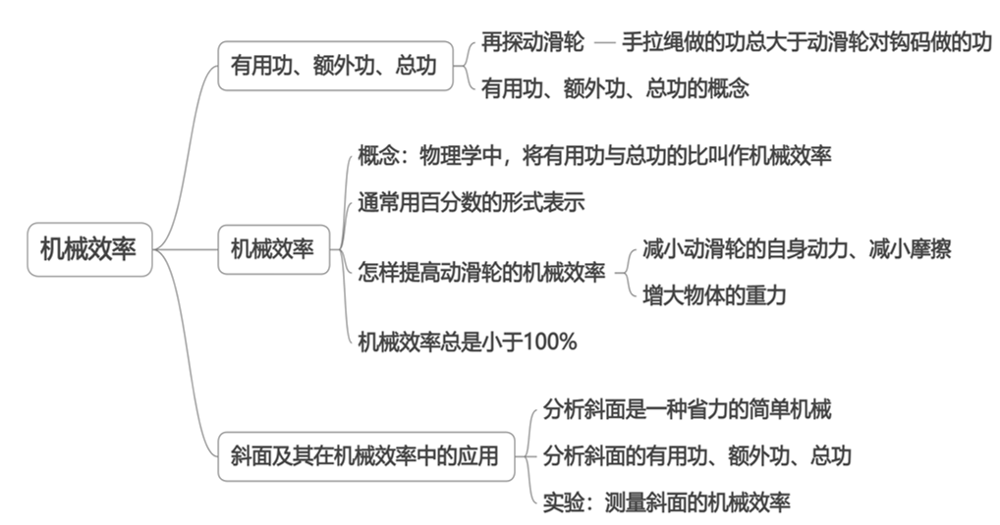 机械效率
有用功、额外功、总功
再探动滑轮
手拉绳做的功总大于动滑轮对钩码做的功
有用功、额外功、总功的概念
机械效率
概念：物理学中，将有用功与总功的比叫作机械效率
通常用百分数的形式表示
怎样提高动滑轮的机械效率
减小动滑轮的自身动力、减小摩擦
增大物体的重力
机械效率总是小于100%
斜面及其在机械效率中的应用
分析斜面是一种省力的简单机械
分析斜面的有用功、额外功、总功
实验：测量斜面的机械效率